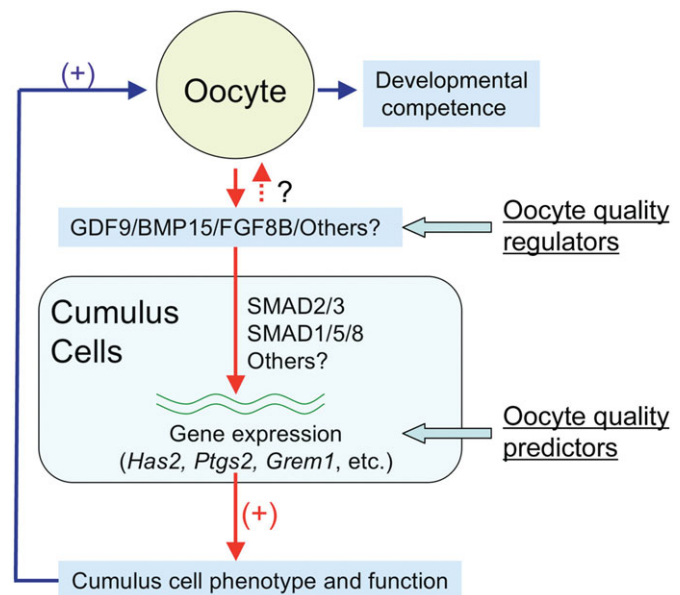 (+)
Oocyte
Developmental
competence
?
GDF9/BMP15/FGF8B/Others?
Oocyte quality
regulators
Cumulus
Cells
SMAD2/3
SMAD1/5/8
Others?
Gene expression
(Has2, Ptgs2, Grem1, etc.)
Oocyte quality
predictors
(+)
Cumulus cell phenotype and function